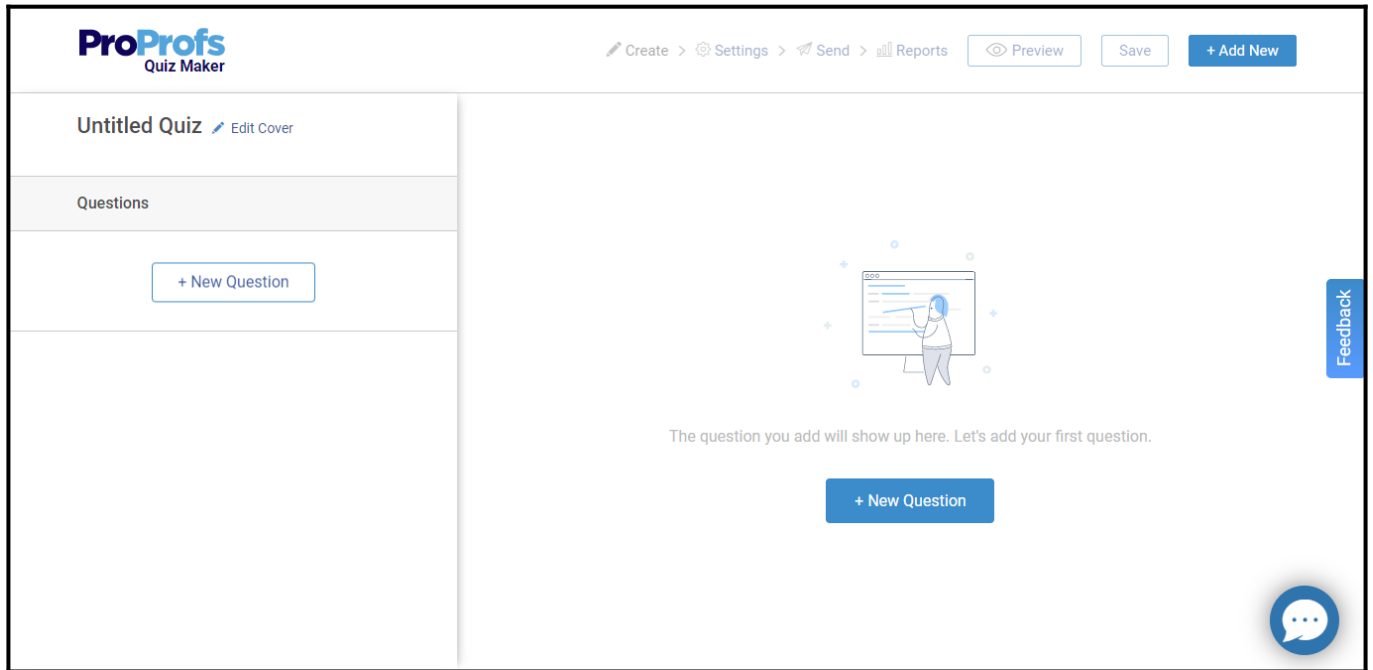 ProProfs
Quiz Maker
Create > Settings > Send > Reports Preview Save + Add New
Untitled Quiz Edit Cover
Questions
+ New Question
The question you add will show up here. Let's add your first question.
+ New Question
Feedback